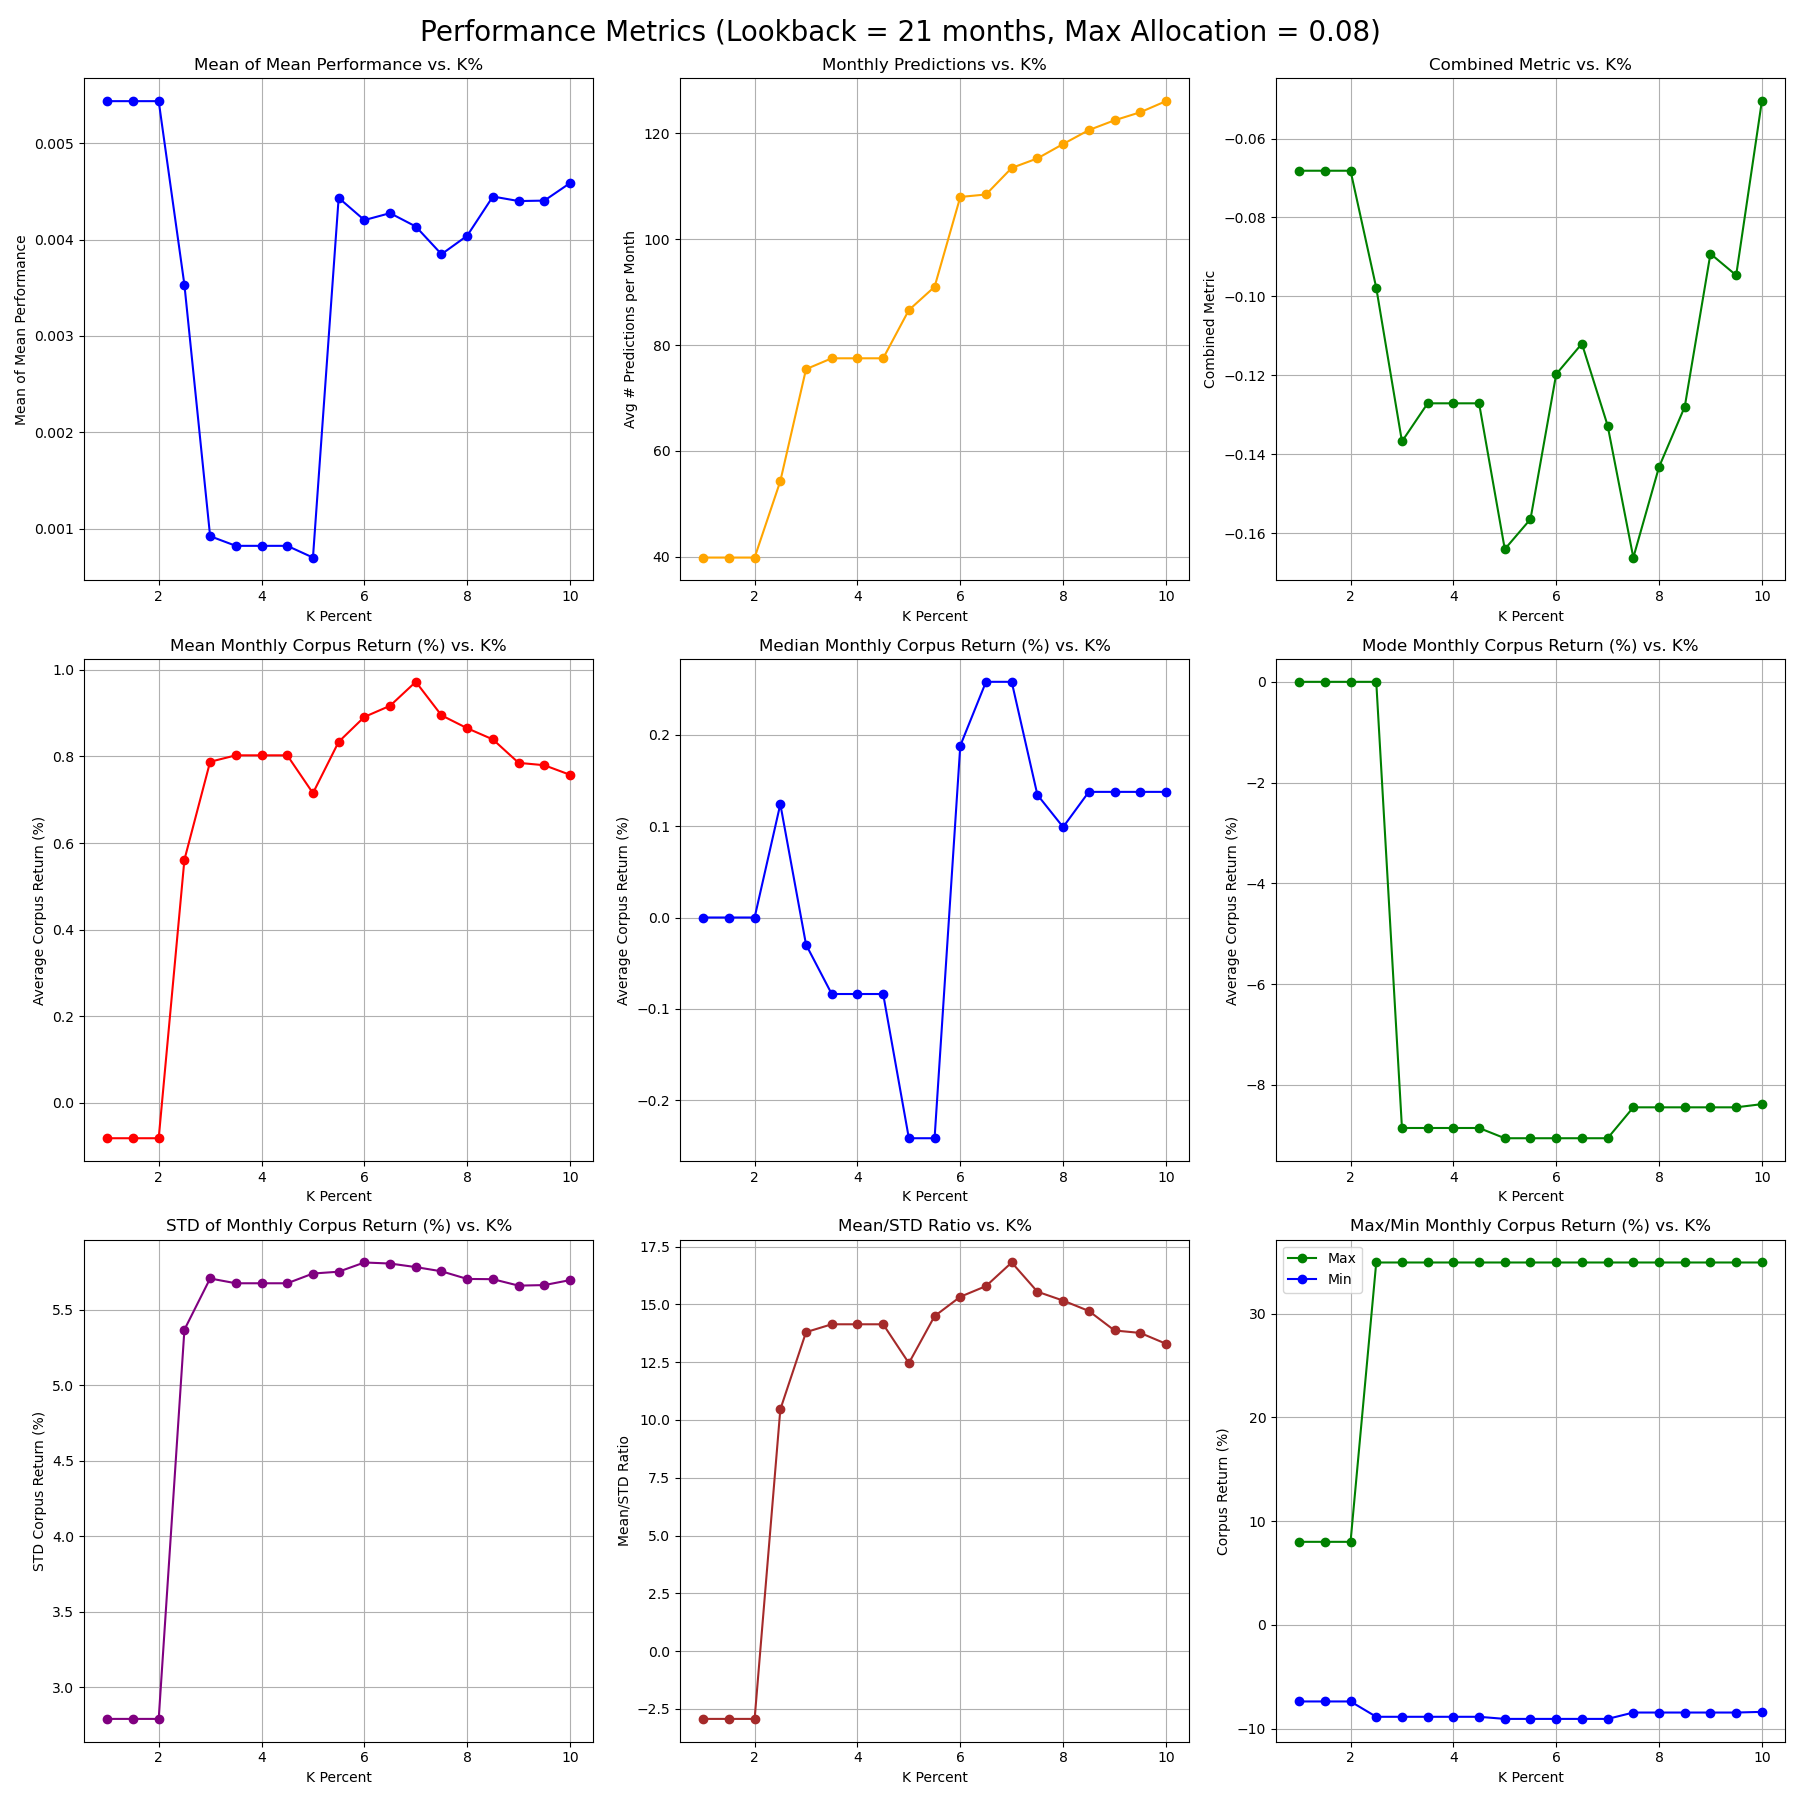 Performance Metrics (Lookback = 21 months, Max Allocation = 0.08)
Mean of Mean Performance vs. K%
Mean of Mean Performance
0.005
0.004
0.003
0.002
0.001
2 4 6 8 10
K Percent
Monthly Predictions vs. K%
Avg # Predictions per Month
120
100
80
60
40
2 4 6 8 10
K Percent
Combined Metric vs. K%
Combined Metric
−0.06
−0.08
−0.10
−0.12
−0.14
−0.16
2 4 6 8 10
K Percent
Mean Monthly Corpus Return (%) vs. K%
Average Corpus Return (%)
1.0
0.8
0.6
0.4
0.2
0.0
2 4 6 8 10
K Percent
Median Monthly Corpus Return (%) vs. K%
Average Corpus Return (%)
0.2
0.1
0.0
−0.1
−0.2
2 4 6 8 10
K Percent
Mode Monthly Corpus Return (%) vs. K%
Average Corpus Return (%)
0
−2
−4
−6
−8
2 4 6 8 10
K Percent
STD of Monthly Corpus Return (%) vs. K%
STD Corpus Return (%)
5.5
5.0
4.5
4.0
3.5
3.0
2 4 6 8 10
K Percent
Mean/STD Ratio vs. K%
Mean/STD Ratio
17.5
15.0
12.5
10.0
7.5
5.0
2.5
0.0
−2.5
2 4 6 8 10
K Percent
Max/Min Monthly Corpus Return (%) vs. K%
Corpus Return (%)
Max
Min
30
20
10
0
−10
2 4 6 8 10
K Percent